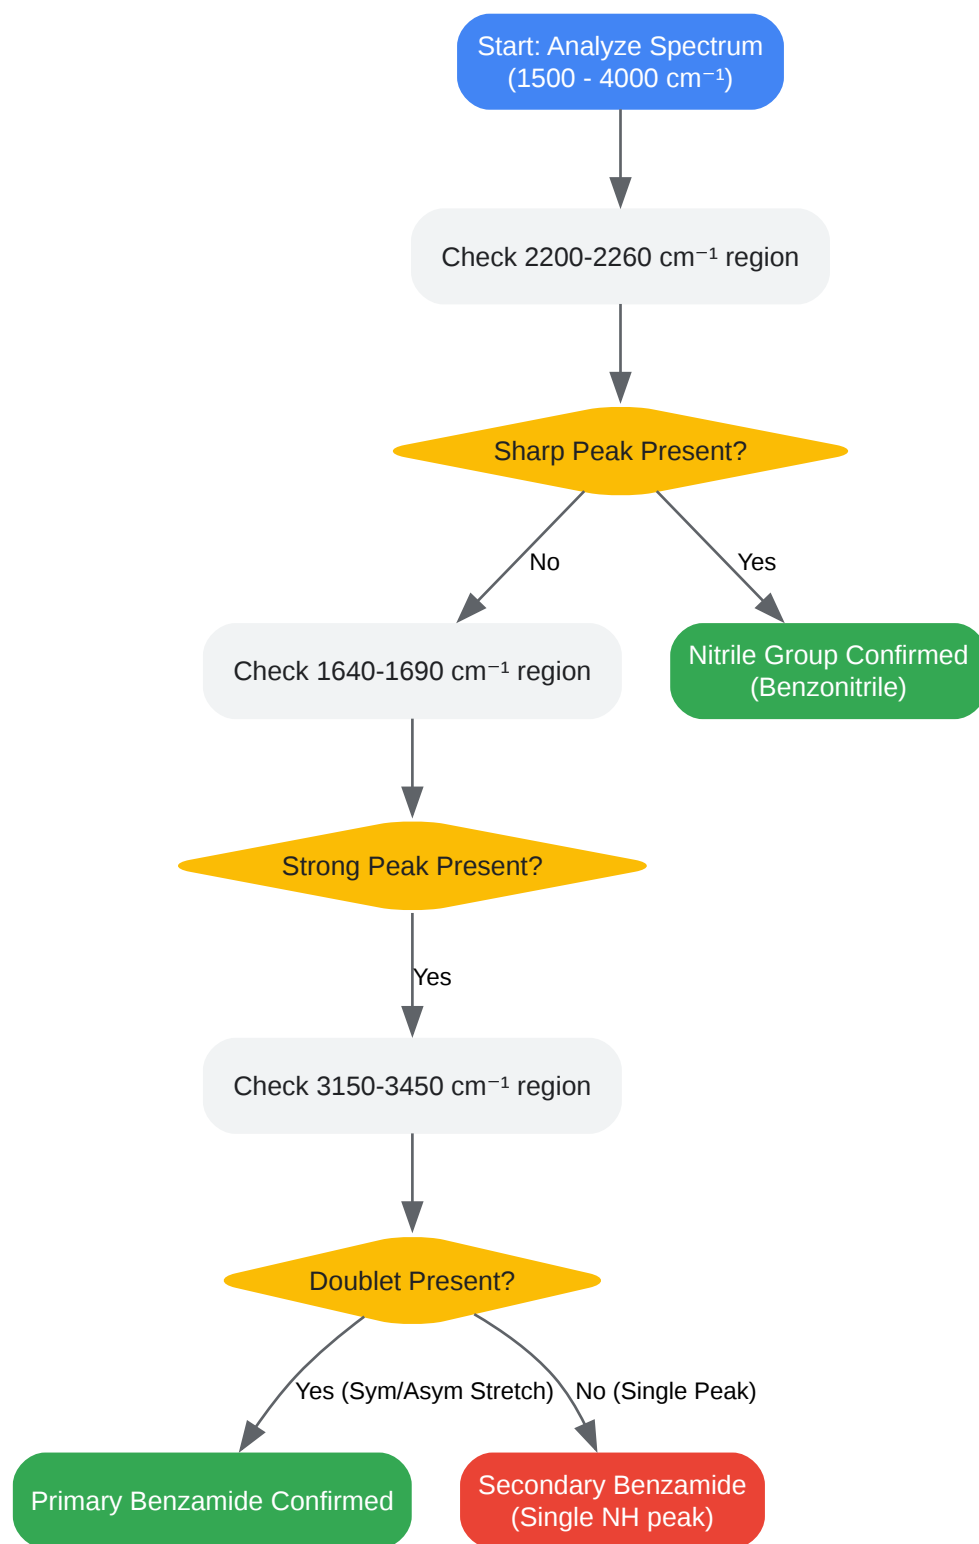 Start: Analyze Spectrum
(1500 - 4000 cm⁻¹)
Check 2200-2260 cm⁻¹ region
Sharp Peak Present?
No
Yes
Check 1640-1690 cm⁻¹ region
Nitrile Group Confirmed
(Benzonitrile)
Strong Peak Present?
Yes
Check 3150-3450 cm⁻¹ region
Doublet Present?
Yes (Sym/Asym Stretch)
No (Single Peak)
Primary Benzamide Confirmed
Secondary Benzamide
(Single NH peak)